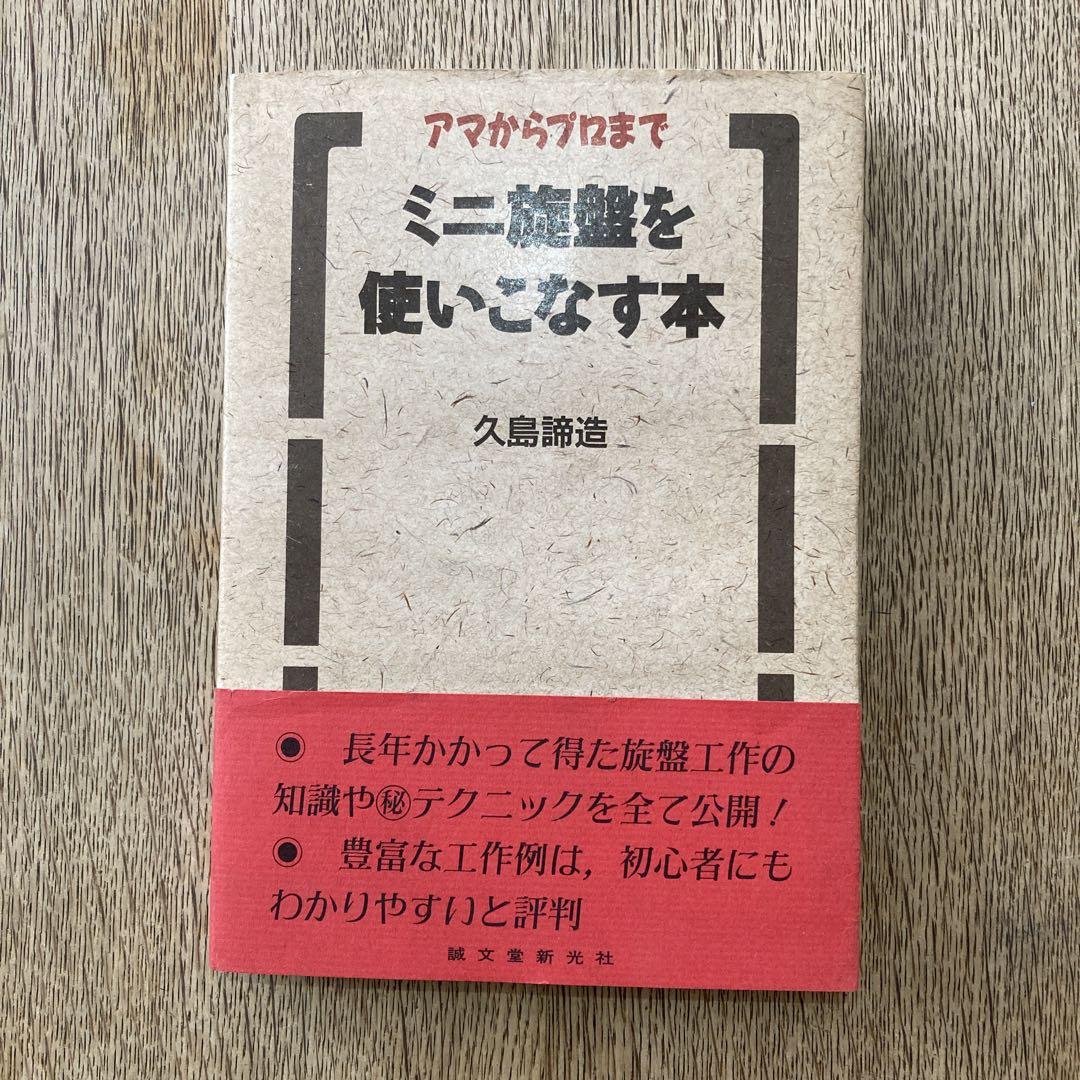 アマからプロまで
ミニ旋盤を
使いこなす本
久島諦造
◉ 長年かかって得た旋盤工作の
知識や㊙テクニックを全て公開！
◉ 豊富な工作例は，初心者にも
わかりやすいと評判
誠文堂新光社